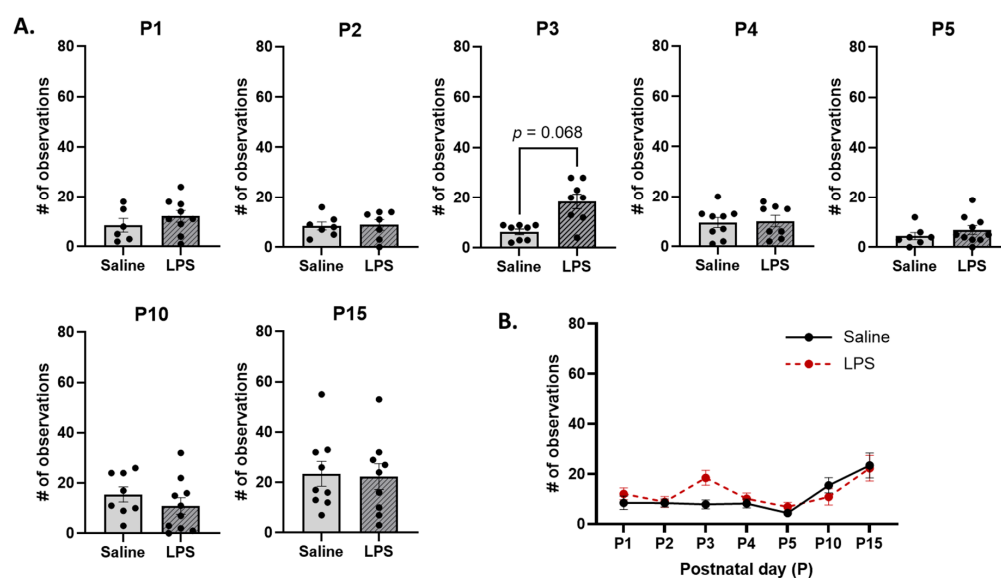 A.
P1
P2
P3
P4
P5
# of observations
80
60
40
20
0
Saline
LPS
# of observations
80
60
40
20
0
Saline
LPS
# of observations
80
60
40
20
0
p = 0.068
Saline
LPS
# of observations
80
60
40
20
0
Saline
LPS
# of observations
80
60
40
20
0
Saline
LPS
P10
# of observations
80
60
40
20
0
Saline
LPS
P15
# of observations
80
60
40
20
0
Saline
LPS
B.
# of observations
80
60
40
20
0
Saline
LPS
P1
P2
P3
P4
P5
P10
P15
Postnatal day (P)